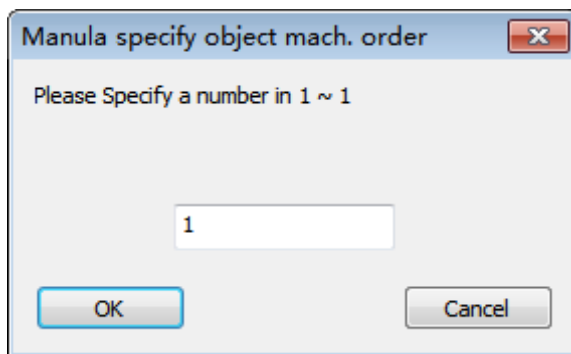 Manula specify object mach. order
Please Specify a number in 1 ~ 1
1
OK
Cancel